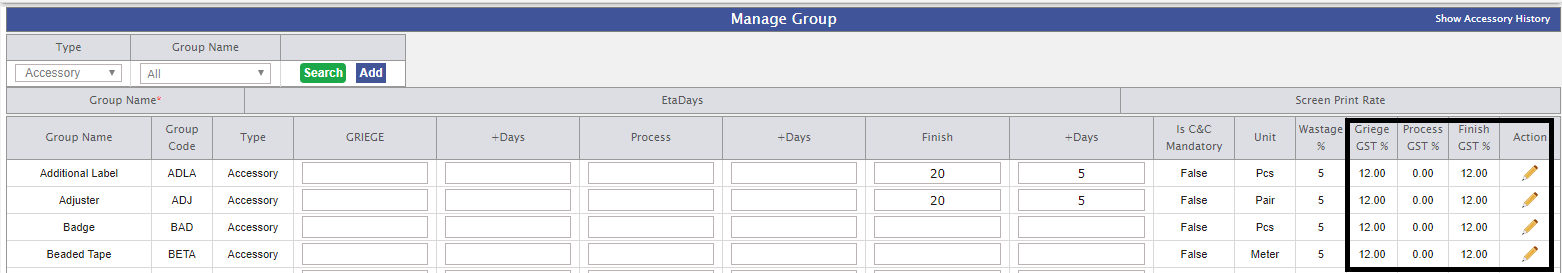 Manage Group Show Accessory History
Type Group Name
Accessory All Search Add
Group Name* EtaDays Screen Print Rate
Group Name Group Code Type GRIEGE +Days Process +Days Finish +Days Is C&C Mandatory Unit Wastage % Griege GST % Process GST % Finish GST % Action
Additional Label ADLA Accessory 20 5 False Pcs 5 12.00 0.00 12.00
Adjuster ADJ Accessory 20 5 False Pair 5 12.00 0.00 12.00
Badge BAD Accessory False Pcs 5 12.00 0.00 12.00
Beaded Tape BETA Accessory False Meter 5 12.00 0.00 12.00